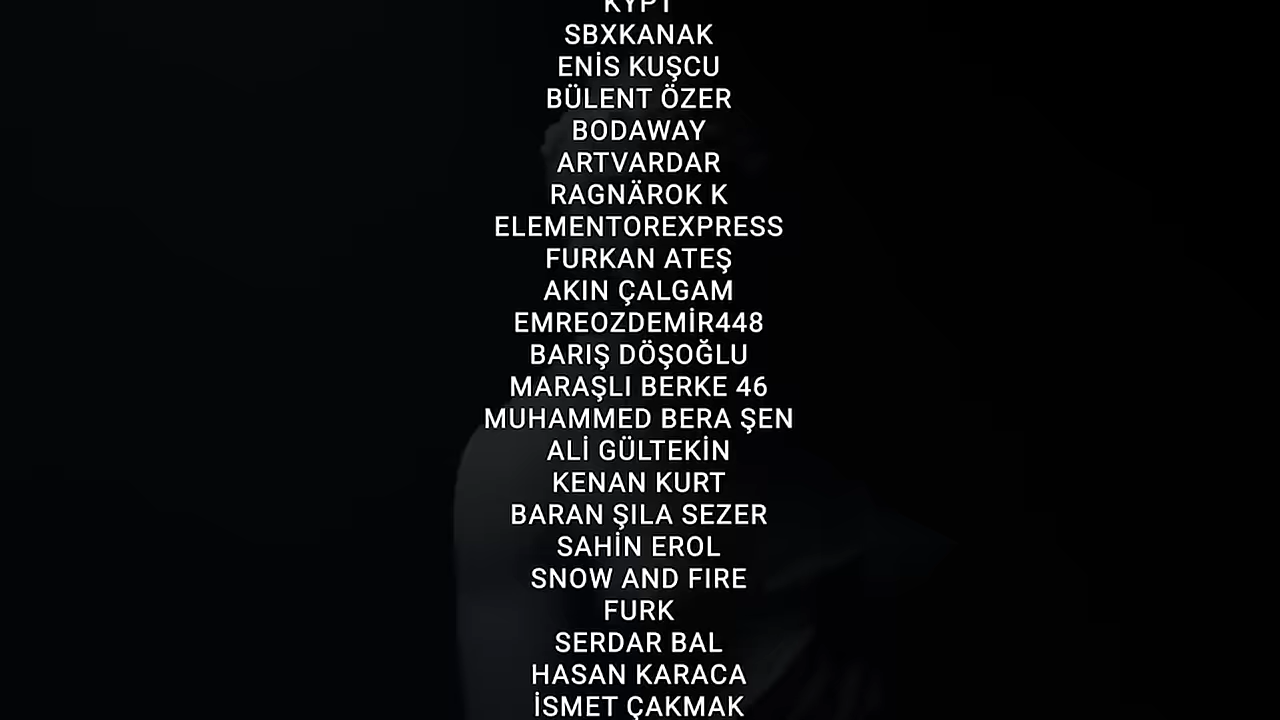 KYPT
SBXKANAK
ENİS KUŞCU
BÜLENT ÖZER
BODAWAY
ARTVARDAR
RAGNÄROK K
ELEMENTOREXPRESS
FURKAN ATEŞ
AKIN ÇALGAM
EMREOZDEMİR448
BARIŞ DÖŞOĞLU
MARAŞLI BERKE 46
MUHAMMED BERA ŞEN
ALİ GÜLTEKİN
KENAN KURT
BARAN ŞILA SEZER
SAHİN EROL
SNOW AND FIRE
FURK
SERDAR BAL
HASAN KARACA
İSMET ÇAKMAK